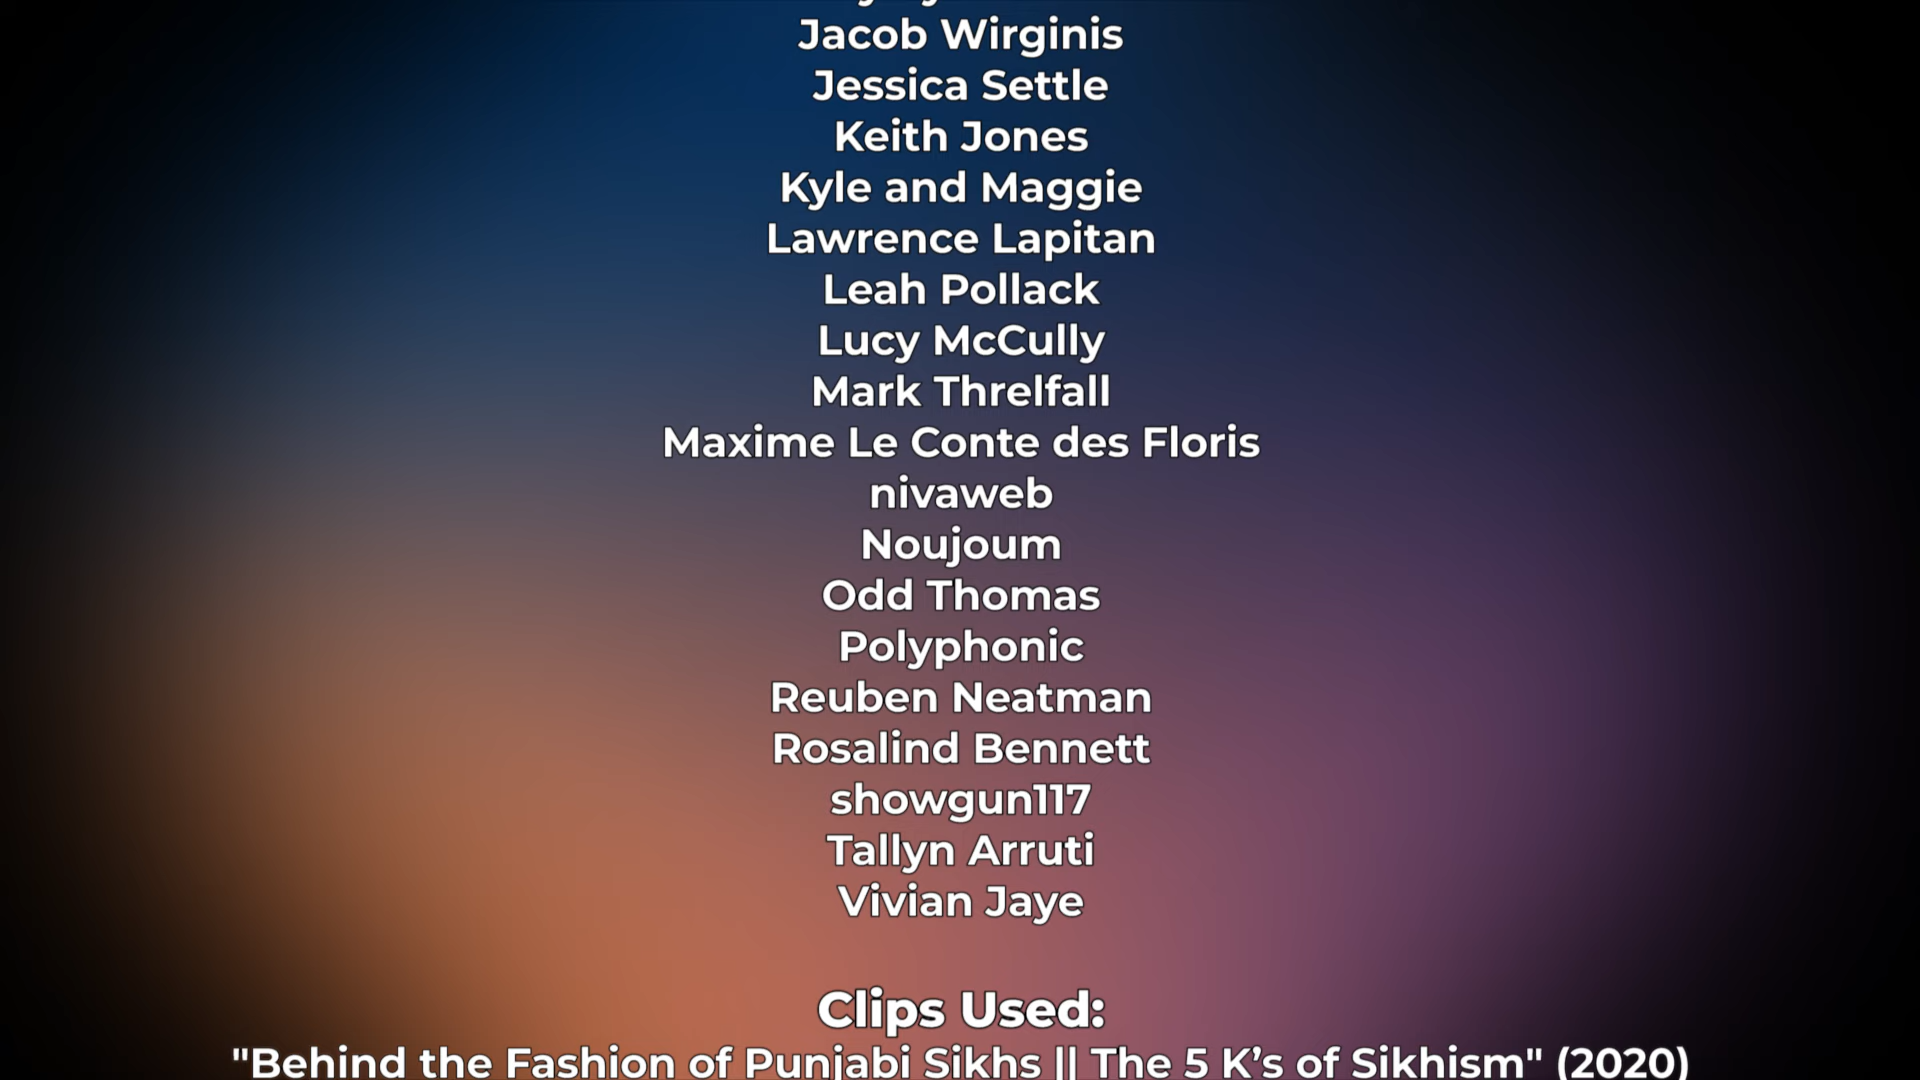 Jacob Wirginis
Jessica Settle
Keith Jones
Kyle and Maggie
Lawrence Lapitan
Leah Pollack
Lucy McCully
Mark Threlfall
Maxime Le Conte des Floris
nivaweb
Noujoum
Odd Thomas
Polyphonic
Reuben Neatman
Rosalind Bennett
showgun117
Tallyn Arruti
Vivian Jaye
Clips Used:
"Behind the Fashion of Punjabi Sikhs || The 5 K’s of Sikhism" (2020)